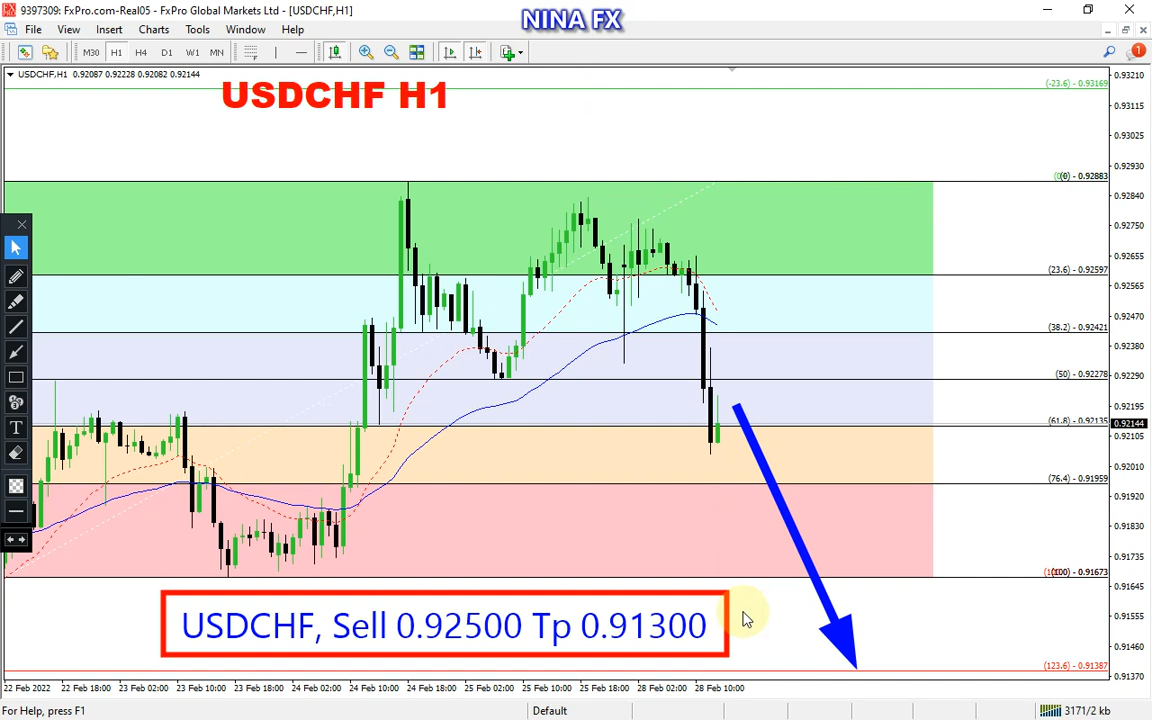 9397309: FxPro.com-Real05 - FxPro Global Markets Ltd - [USDCHF,H1]
NINA FX
File View Insert Charts Tools Window Help
M30 H1 H4 D1 W1 MN
1
USDCHF,H1 0.92087 0.92228 0.92082 0.92144
USDCHF H1
0.93210
(-23.6) - 0.93169
0.93115
0.93025
0.92930
(0) - 0.92883
0.92840
0.92750
0.92655
(23.6) - 0.92597
0.92565
0.92470
(38.2) - 0.92421
0.92380
(50) - 0.92278
0.92290
0.92195
(61.8) - 0.92135
0.92144
0.92105
0.92010
(76.4) - 0.91959
0.91920
0.91830
0.91735
(100) - 0.91673
0.91645
0.91555
USDCHF, Sell 0.92500 Tp 0.91300
0.91460
(123.6) - 0.91387
0.91370
22 Feb 2022 22 Feb 18:00 23 Feb 02:00 23 Feb 10:00 23 Feb 18:00 24 Feb 02:00 24 Feb 10:00 24 Feb 18:00 25 Feb 02:00 25 Feb 10:00 25 Feb 18:00 28 Feb 02:00 28 Feb 10:00
For Help, press F1 Default 3171/2 kb